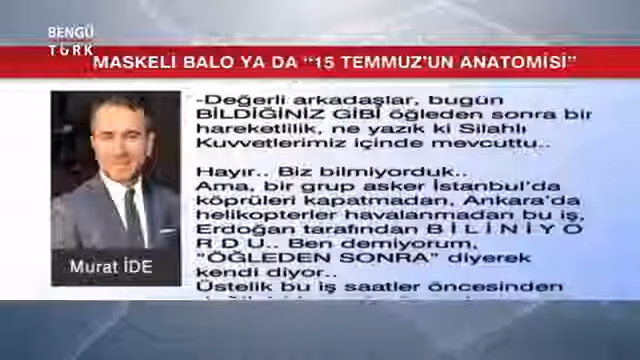 BENGÜ
TÜRK
MASKELİ BALO YA DA “15 TEMMUZ'UN ANATOMİSİ”
-Değerli arkadaşlar, bugün
BİLDİĞİNİZ GİBİ öğleden sonra bir
hareketlilik, ne yazık ki Silahlı
Kuvvetlerimiz içinde mevcuttu..
Hayır.. Biz bilmiyorduk..
Ama, bir grup asker İstanbul'da
köprüleri kapatmadan, Ankara'da
helikopterler havalanmadan bu iş,
Erdoğan tarafından B İ L İ N İ Y O
R D U.. Ben demiyorum,
"ÖĞLEDEN SONRA" diyerek
kendi diyor..
Üstelik bu iş saatler öncesinden
Murat İDE